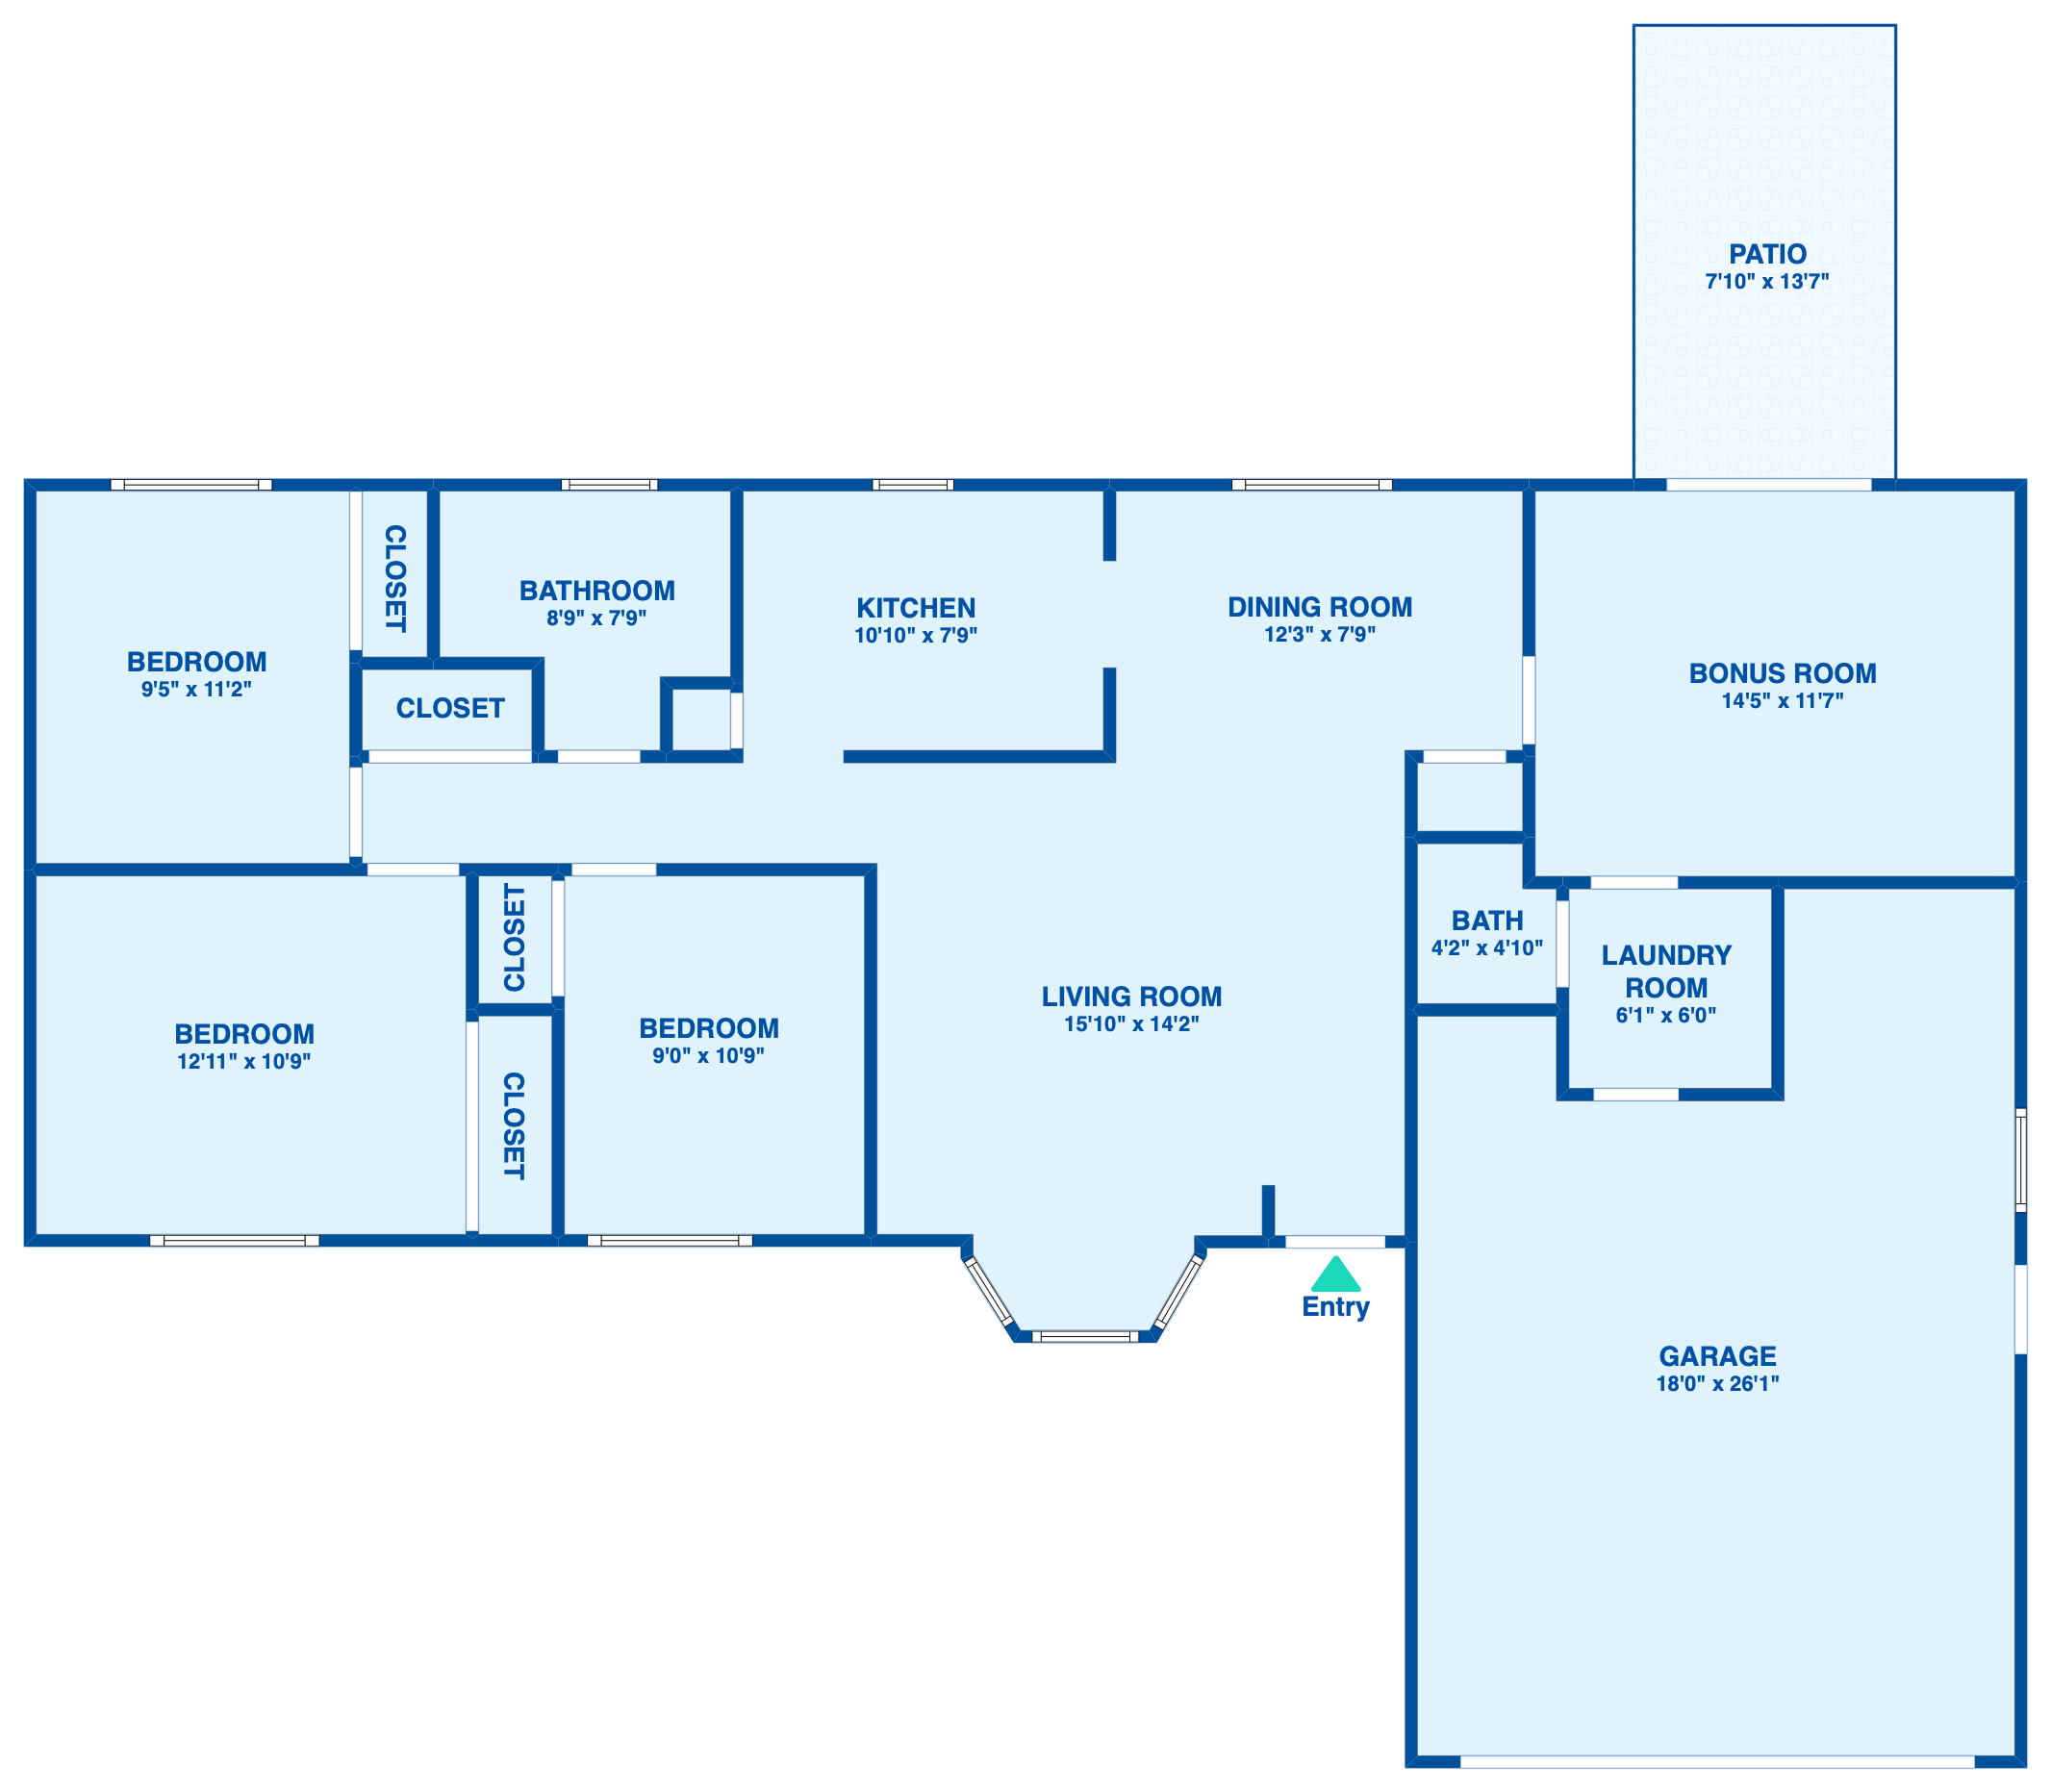 PATIO
7'10" x 13'7"
CLOSET
BATHROOM
8'9" x 7'9"
KITCHEN
10'10" x 7'9"
DINING ROOM
12'3" x 7'9"
BEDROOM
9'5" x 11'2"
CLOSET
BONUS ROOM
14'5" x 11'7"
CLOSET
BATH
4'2" x 4'10"
LAUNDRY
ROOM
6'1" x 6'0"
LIVING ROOM
15'10" x 14'2"
BEDROOM
12'11" x 10'9"
BEDROOM
9'0" x 10'9"
CLOSET
Entry
GARAGE
18'0" x 26'1"